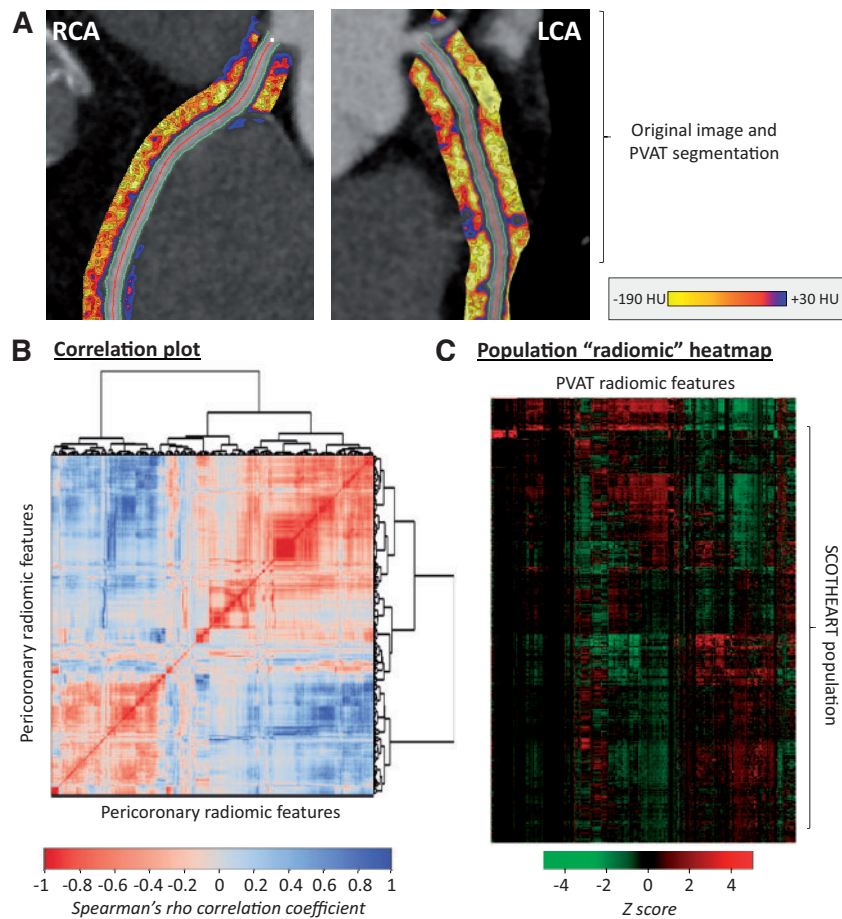 A
RCA
LCA
Original image and
PVAT segmentation
-190 HU
+30 HU
B
Correlation plot
C
Population “radiomic” heatmap
PVAT radiomic features
Pericoronary radiomic features
SCOTHEART population
Pericoronary radiomic features
-1 -0.8 -0.6 -0.4 -0.2 0 0.2 0.4 0.6 0.8 1
Spearman’s rho correlation coefficient
-4 -2 0 2 4
Z score